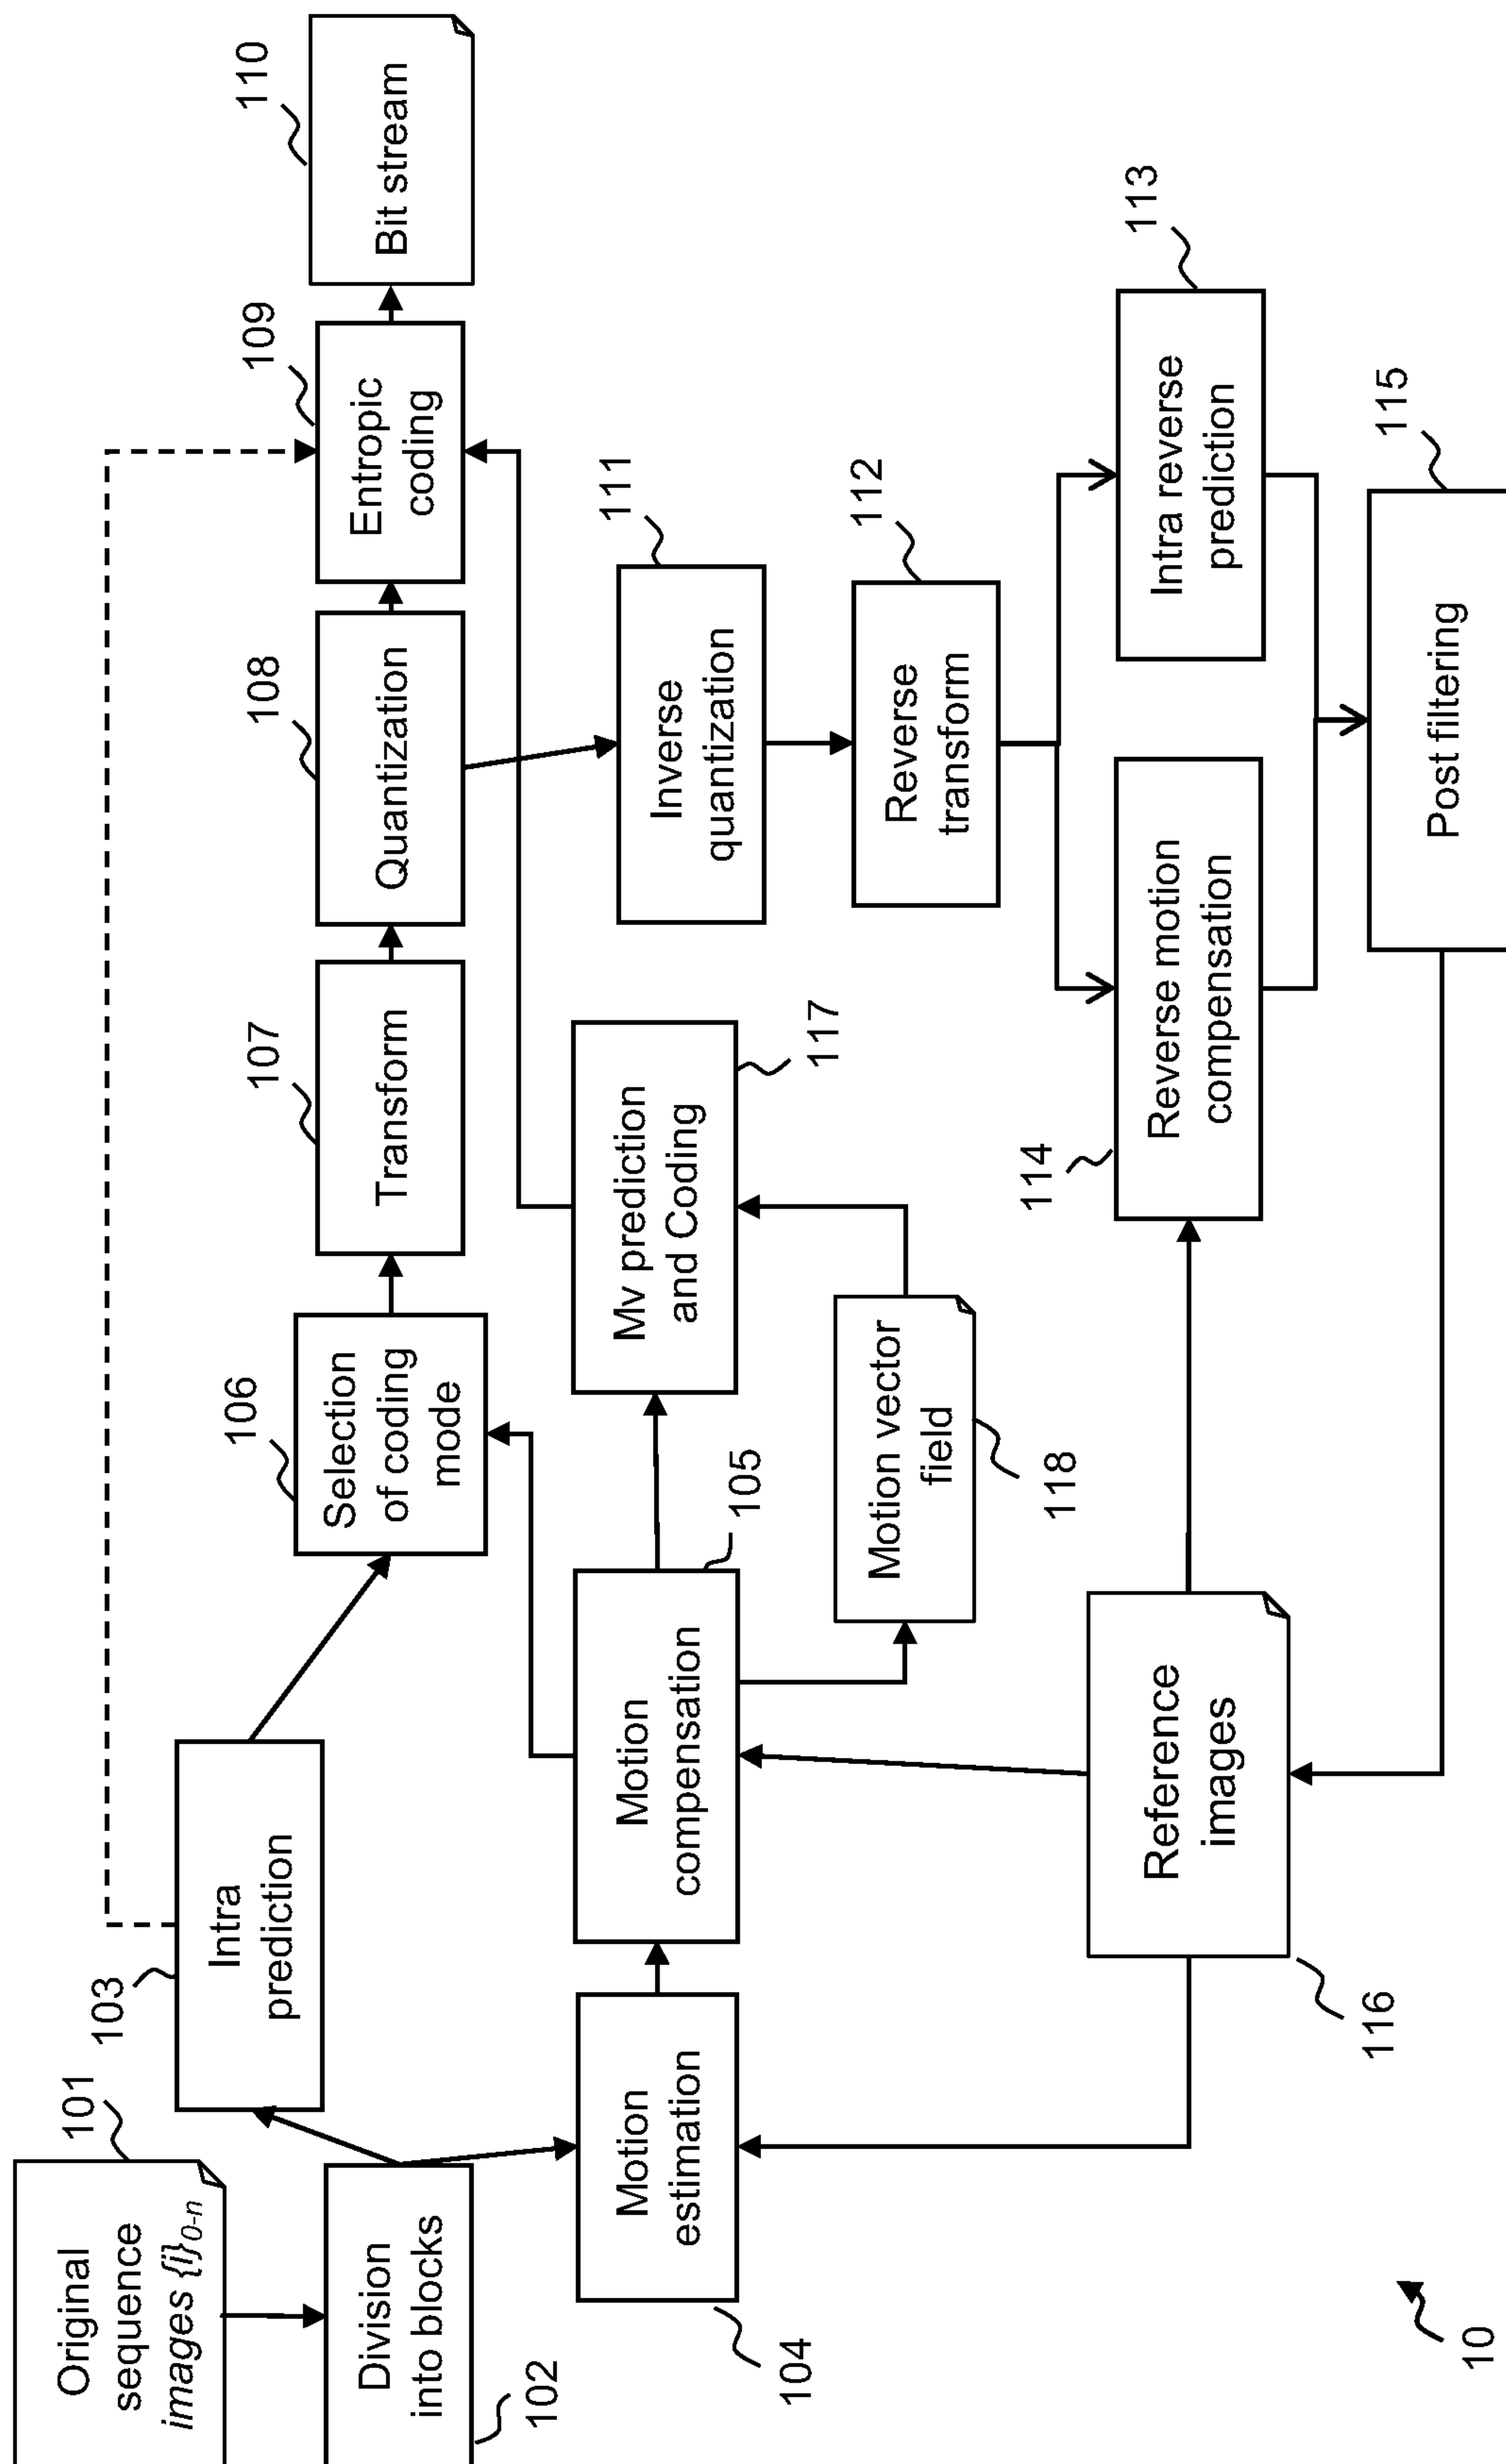 101
Original
sequence
images {i}0-n
Division
into blocks
102
103
Intra
prediction
Motion
estimation
104
Motion
compensation
105
106
Selection
of coding
mode
107
Transform
108
Quantization
109
Entropic
coding
110
Bit stream
Mv prediction
and Coding
117
Motion vector
field
118
111
Inverse
quantization
112
Reverse
transform
113
Intra reverse
prediction
114
Reverse motion
compensation
115
Post filtering
Reference
images
116
10